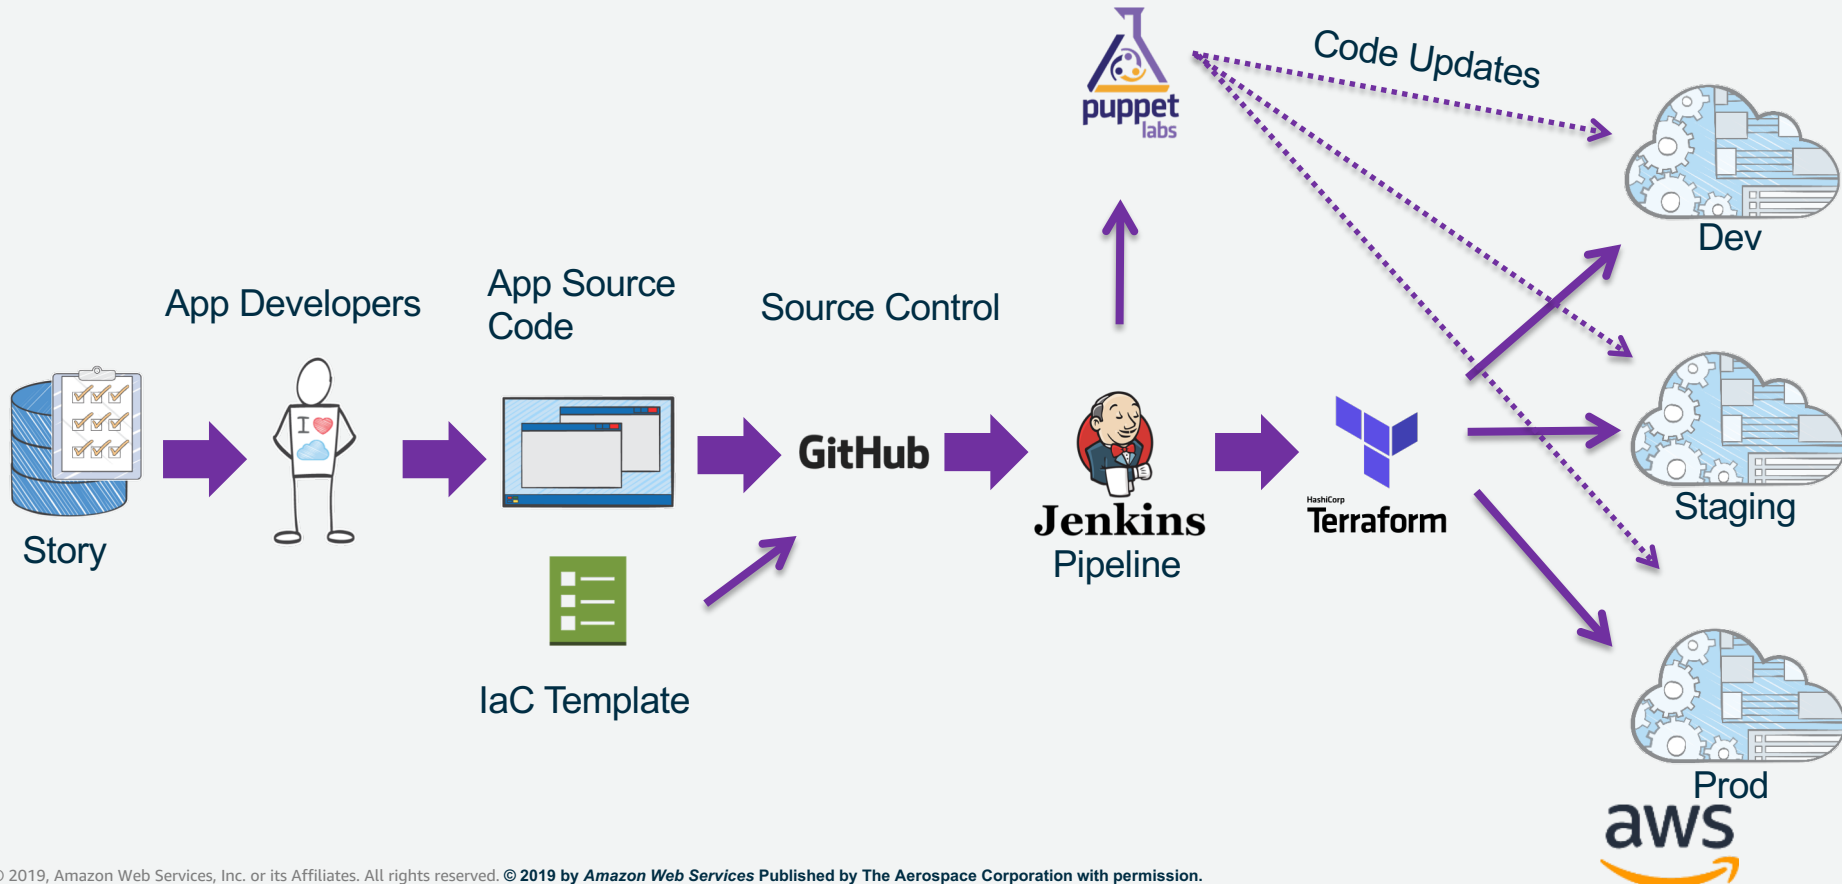 puppet
labs
Code Updates
Dev
App Developers
App Source
Code
Source Control
I
Story
GitHub
Jenkins
Pipeline
HashiCorp
Terraform
Staging
IaC Template
Prod
aws
© 2019, Amazon Web Services, Inc. or its Affiliates. All rights reserved. © 2019 by Amazon Web Services Published by The Aerospace Corporation with permission.